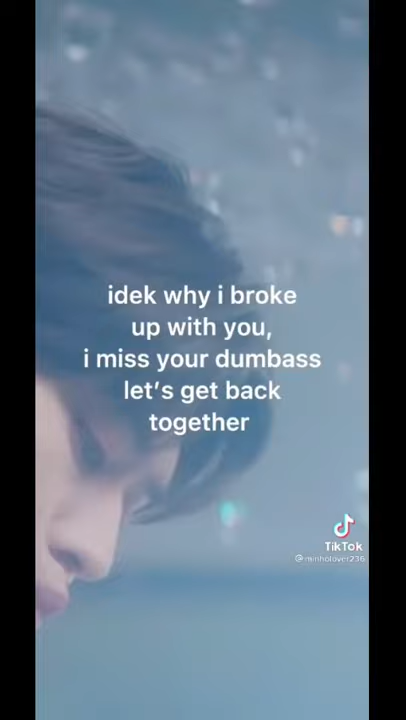 idek why i broke
up with you,
i miss your dumbass
let's get back
together
TikTok
@minholover236